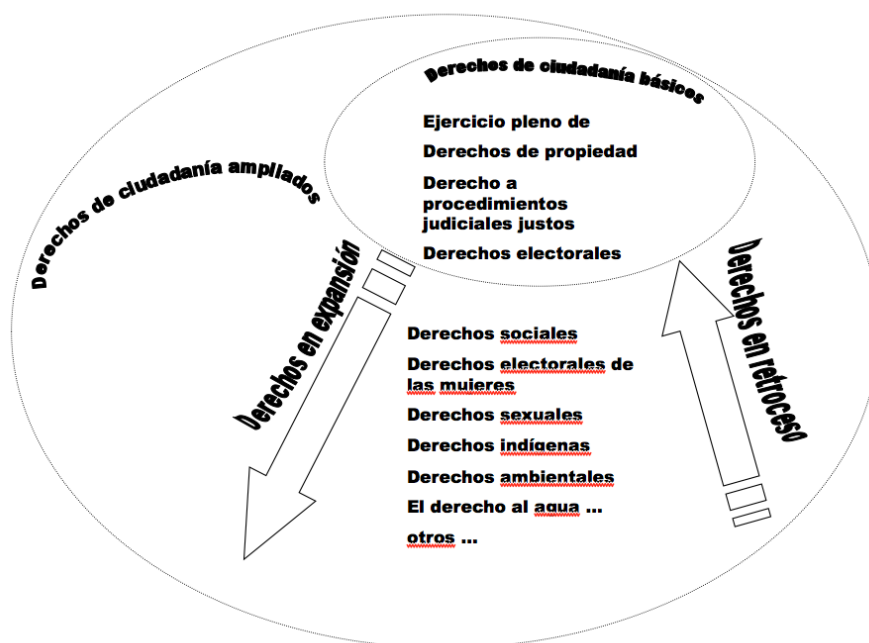 Derechos de ciudadanía básicos
Ejercicio pleno de
Derechos de propiedad
Derecho a
procedimientos
judiciales justos
Derechos electorales
Derechos de ciudadanía ampliados
Derechos en expansión
Derechos en retroceso
Derechos sociales
Derechos electorales de
las mujeres
Derechos sexuales
Derechos indígenas
Derechos ambientales
El derecho al agua ...
otros ...